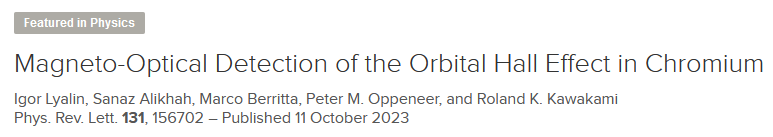 Featured in Physics
Magneto-Optical Detection of the Orbital Hall Effect in Chromium
Igor Lyalin, Sanaz Alikhah, Marco Berritta, Peter M. Oppeneer, and Roland K. Kawakami
Phys. Rev. Lett. 131, 156702 – Published 11 October 2023